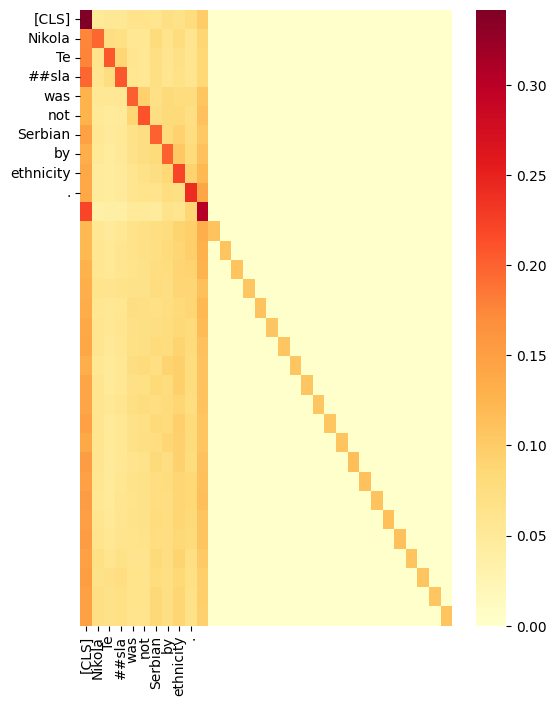 [CLS]
Nikola
Te
##sla
was
not
Serbian
by
ethnicity
.
0.30
0.25
0.20
0.15
0.10
0.05
0.00
[CLS]
Nikola
Te
##sla
was
not
Serbian
by
ethnicity
.